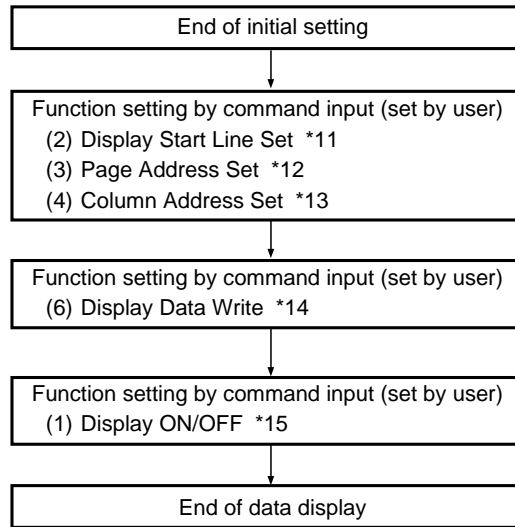 End of initial setting
Function setting by command input (set by user)
(2) Display Start Line Set *11
(3) Page Address Set *12
(4) Column Address Set *13
Function setting by command input (set by user)
(6) Display Data Write *14
Function setting by command input (set by user)
(1) Display ON/OFF *15
End of data display